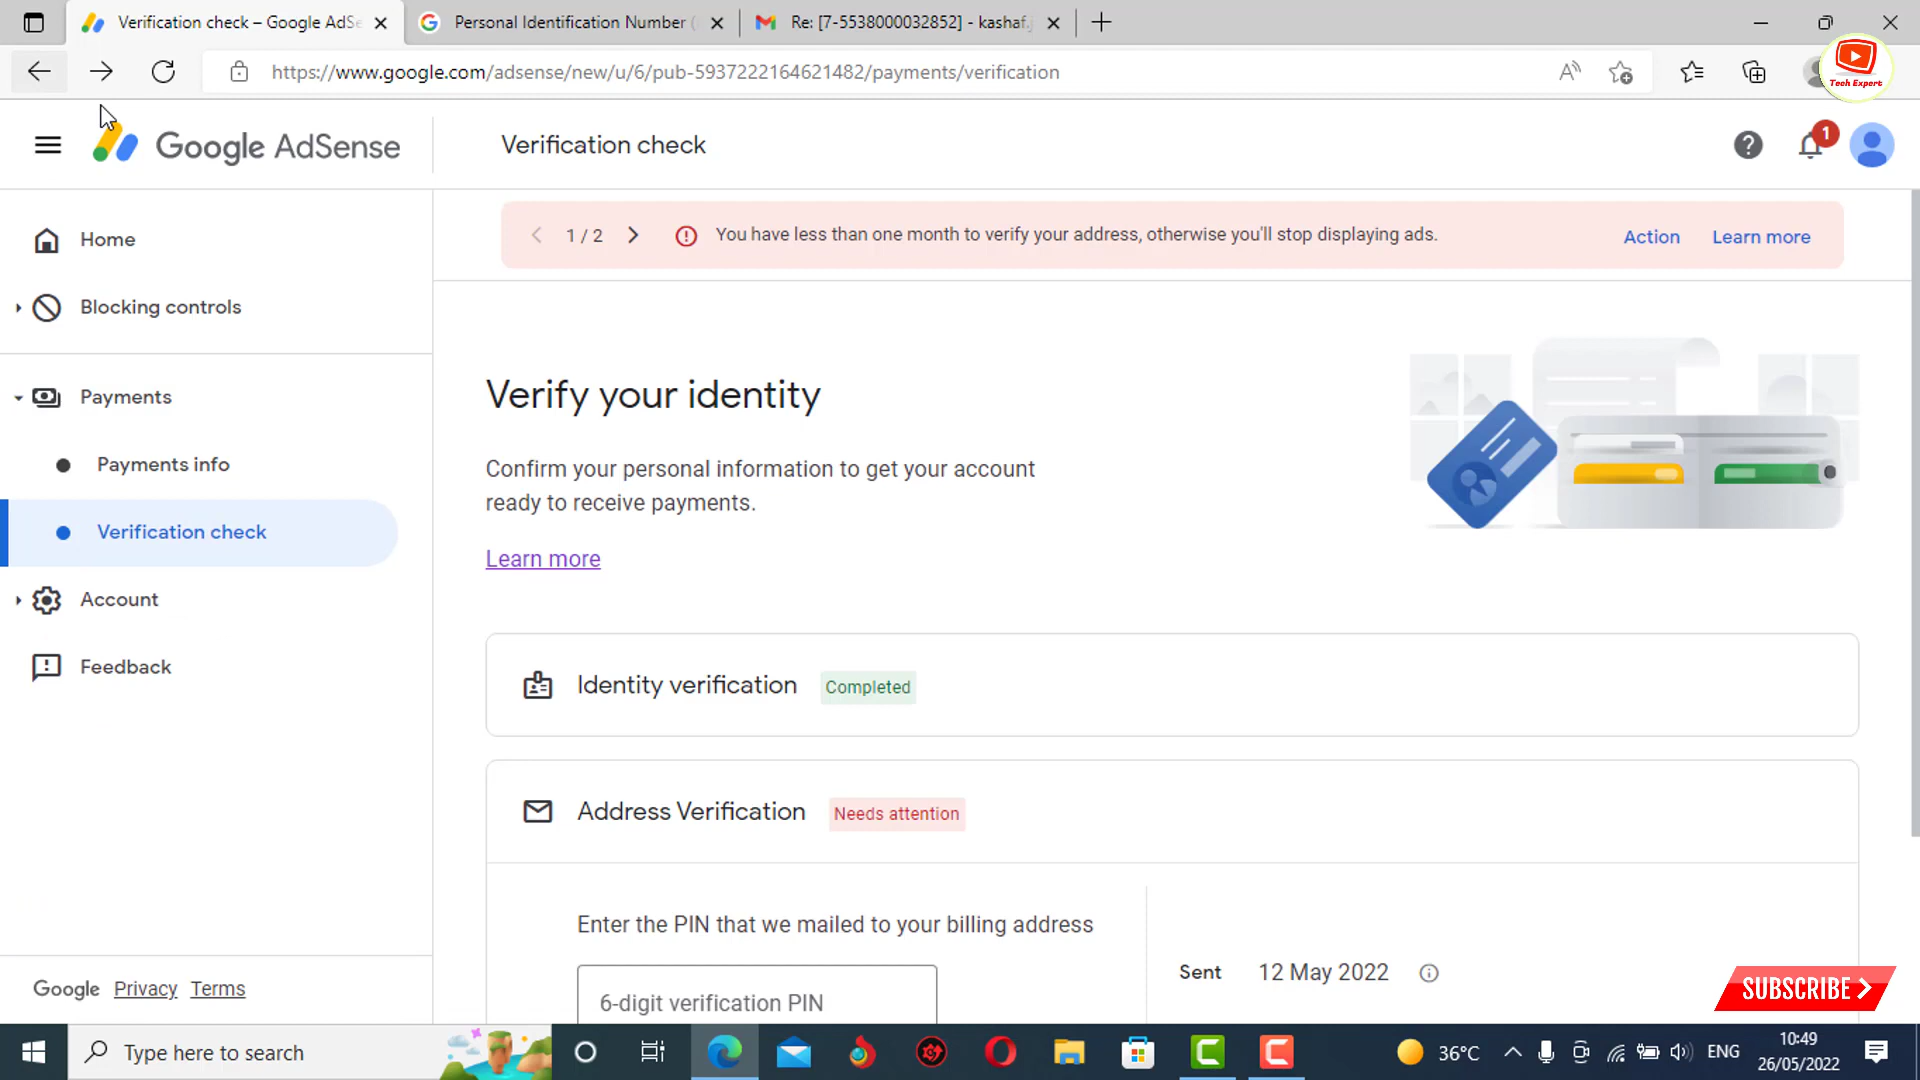 Verification check – Google AdSe
Personal Identification Number (
Re: [7-5538000032852] - kashaf.j
https://www.google.com/adsense/new/u/6/pub-5937222164621482/payments/verification
Tech Expert
Google AdSense
Verification check
1
Home
Blocking controls
Payments
Payments info
Verification check
Account
Feedback
Google Privacy Terms
1 / 2
You have less than one month to verify your address, otherwise you'll stop displaying ads.
Action Learn more
Verify your identity
Confirm your personal information to get your account
ready to receive payments.
Learn more
Identity verification Completed
Address Verification Needs attention
Enter the PIN that we mailed to your billing address
6-digit verification PIN
Sent 12 May 2022
SUBSCRIBE
Type here to search
36°C
ENG
10:49
26/05/2022